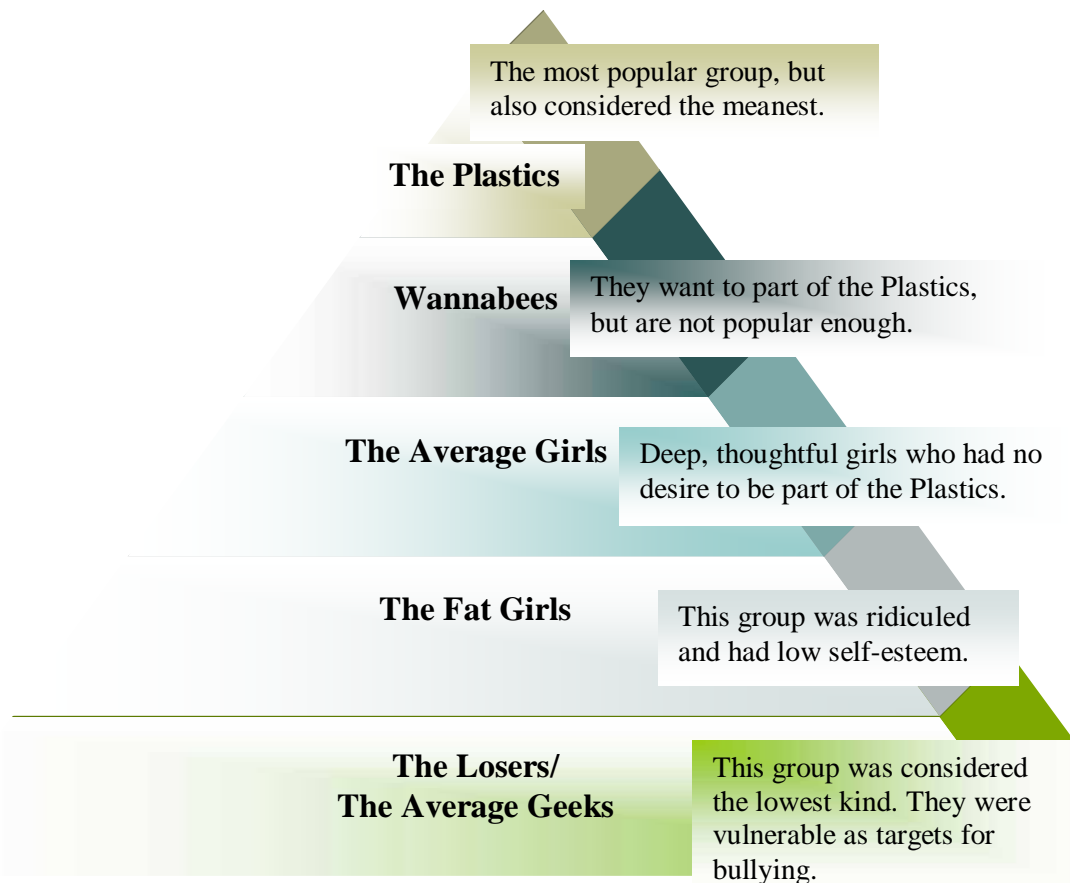 The most popular group, but
also considered the meanest.
The Plastics
Wannabees
They want to part of the Plastics,
but are not popular enough.
The Average Girls
Deep, thoughtful girls who had no
desire to be part of the Plastics.
The Fat Girls
This group was ridiculed
and had low self-esteem.
The Losers/
The Average Geeks
This group was considered
the lowest kind. They were
vulnerable as targets for
bullying.